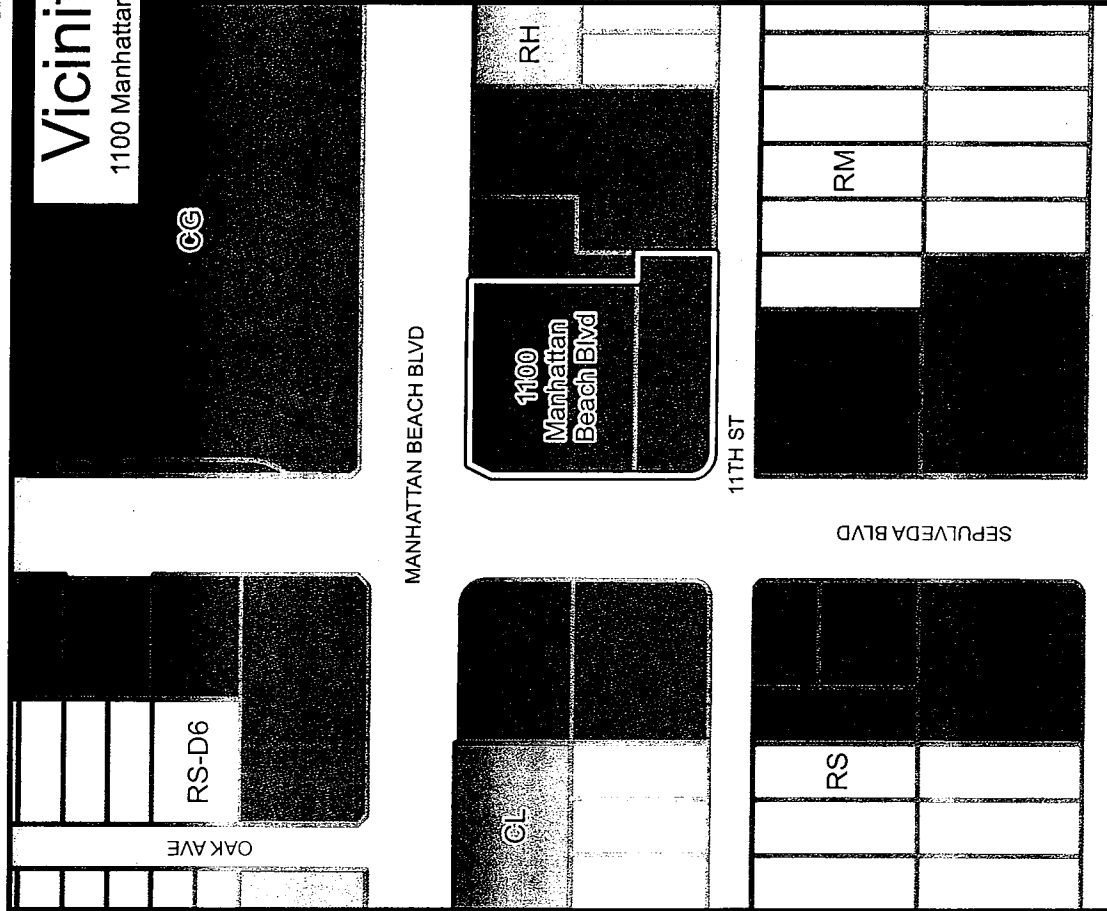 Vicinit
1100 Manhattan
CG
RH
MANHATTAN BEACH BLVD
1100
Manhattan
Beach Blvd
RM
11TH ST
SEPULVEDA BLVD
RS-D6
OAK AVE
CL
RS